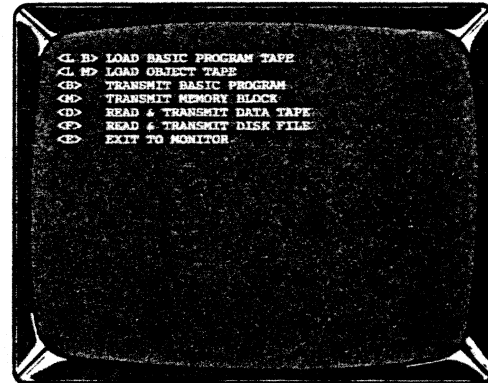 <L B> LOAD BASIC PROGRAM TAPE
<L M> LOAD OBJECT TAPE
<B> TRANSMIT BASIC PROGRAM
<M> TRANSMIT MEMORY BLOCK
<D> READ & TRANSMIT DATA TAPE
<F> READ & TRANSMIT DISK FILE
<E> EXIT TO MONITOR